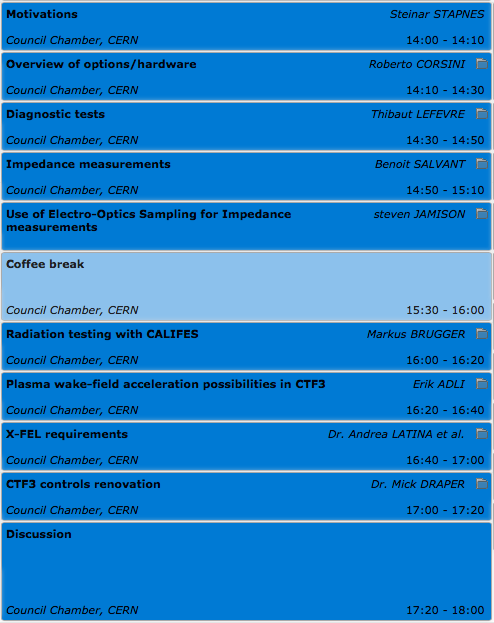 Motivations Steinar STAPNES
Council Chamber, CERN 14:00 - 14:10
Overview of options/hardware Roberto CORSINI
Council Chamber, CERN 14:10 - 14:30
Diagnostic tests Thibaut LEFEVRE
Council Chamber, CERN 14:30 - 14:50
Impedance measurements Benoit SALVANT
Council Chamber, CERN 14:50 - 15:10
Use of Electro-Optics Sampling for Impedance steven JAMISON
measurements
Coffee break
Council Chamber, CERN 15:30 - 16:00
Radiation testing with CALIFES Markus BRUGGER
Council Chamber, CERN 16:00 - 16:20
Plasma wake-field acceleration possibilities in CTF3 Erik ADLI
Council Chamber, CERN 16:20 - 16:40
X-FEL requirements Dr. Andrea LATINA et al.
Council Chamber, CERN 16:40 - 17:00
CTF3 controls renovation Dr. Mick DRAPER
Council Chamber, CERN 17:00 - 17:20
Discussion
Council Chamber, CERN 17:20 - 18:00